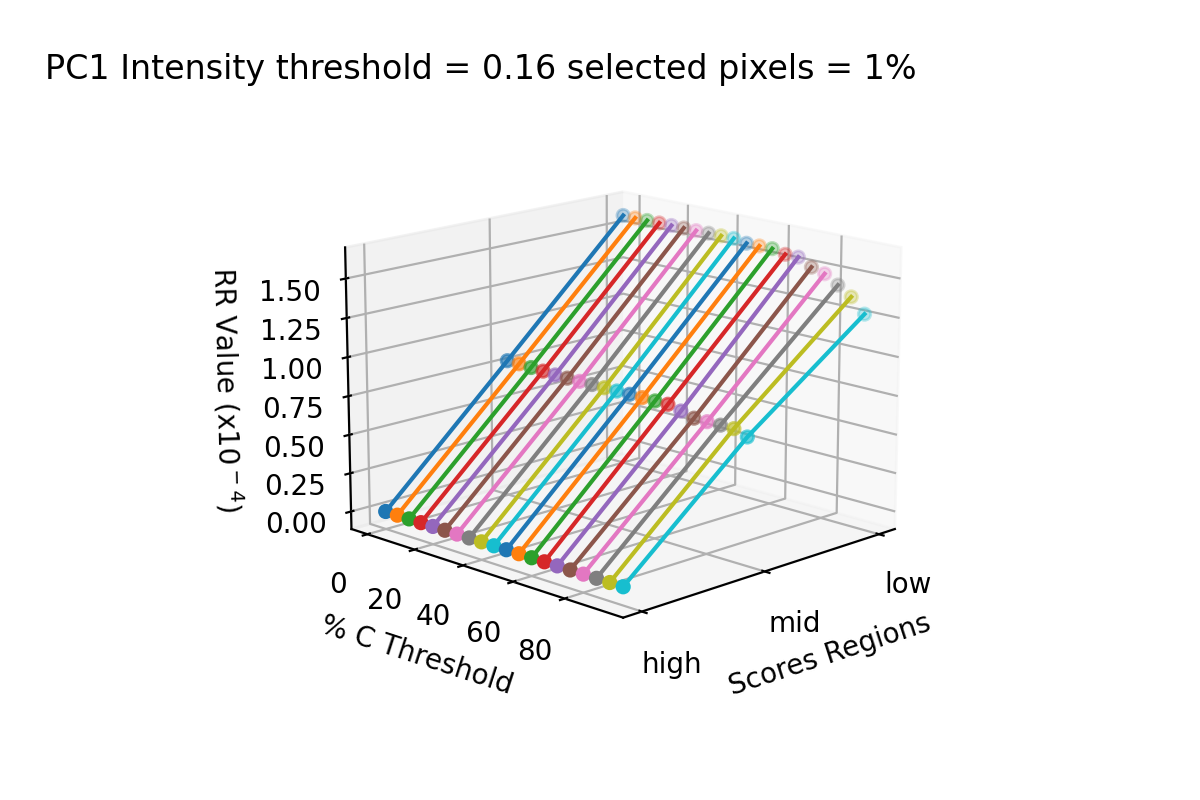 PC1 Intensity threshold = 0.16 selected pixels = 1%
RR Value (x10⁻⁴)
1.50
1.25
1.00
0.75
0.50
0.25
0.00
0
20
40
60
80
% C Threshold
high
mid
low
Scores Regions